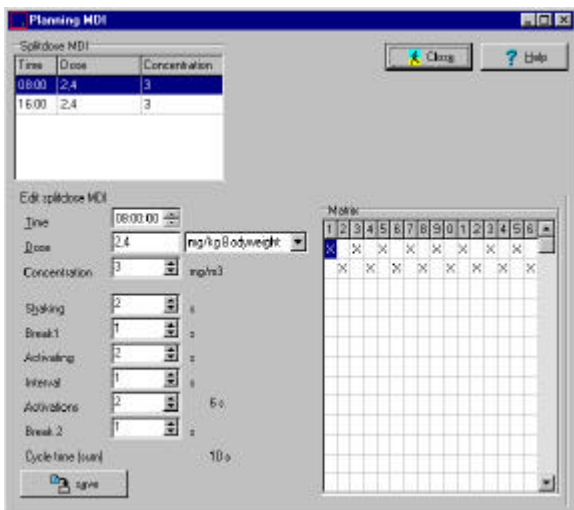 Planning MDI
Splitdose MDI
Close
Help
Time Dose Concentration
08:00 2,4 3
16:00 2,4 3
Edit splitdose MDI
Time 08:00:00
Dose 2,4 mg/kg Bodyweight
Concentration 3 mg/m3
Shaking 2 s
Break1 1 s
Activating 2 s
Interval 1 s
Activations 2 6 s
Break 2 1 s
Cycle time (sum) 10 s
save
Matrix
1 2 3 4 5 6 7 8 9 0 1 2 3 4 5 6
X X X X X X X X
X X X X X X X X